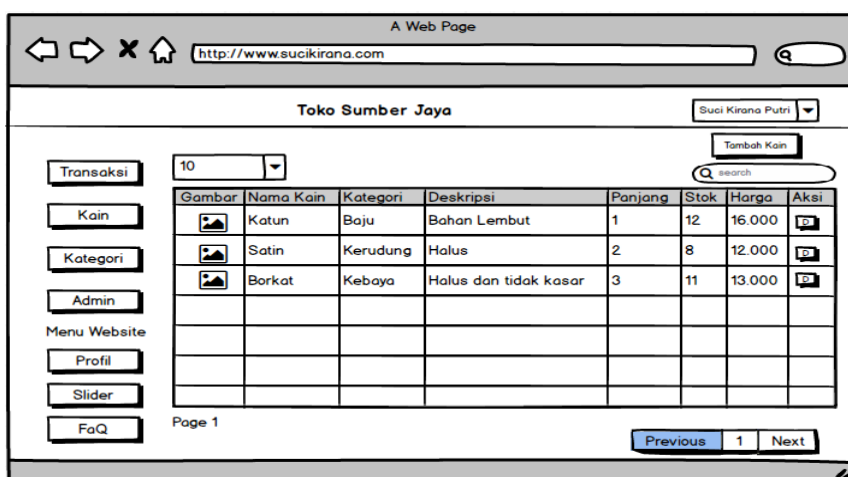 A Web Page
http://www.sucikirana.com
Toko Sumber Jaya
Suci Kirana Putri
Tambah Kain
search
10
Transaksi
Kain
Kategori
Admin
Menu Website
Profil
Slider
FaQ
Gambar Nama Kain Kategori Deskripsi Panjang Stok Harga Aksi
Katun Baju Bahan Lembut 1 12 16.000 D
Satin Kerudung Halus 2 8 12.000 D
Borkat Kebaya Halus dan tidak kasar 3 11 13.000 D
Page 1
Previous 1 Next